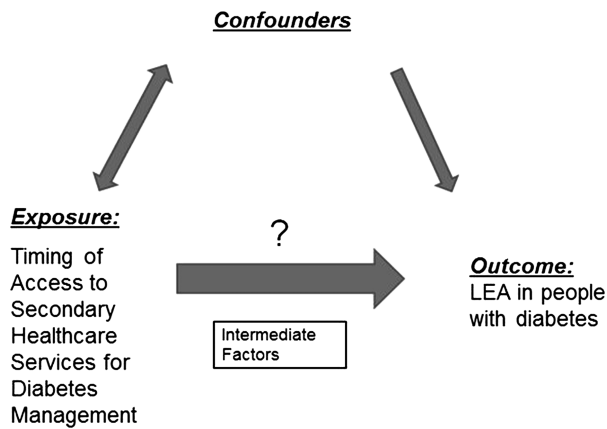 Confounders
Exposure:
Timing of
Access to
Secondary
Healthcare
Services for
Diabetes
Management
?
Intermediate
Factors
Outcome:
LEA in people
with diabetes